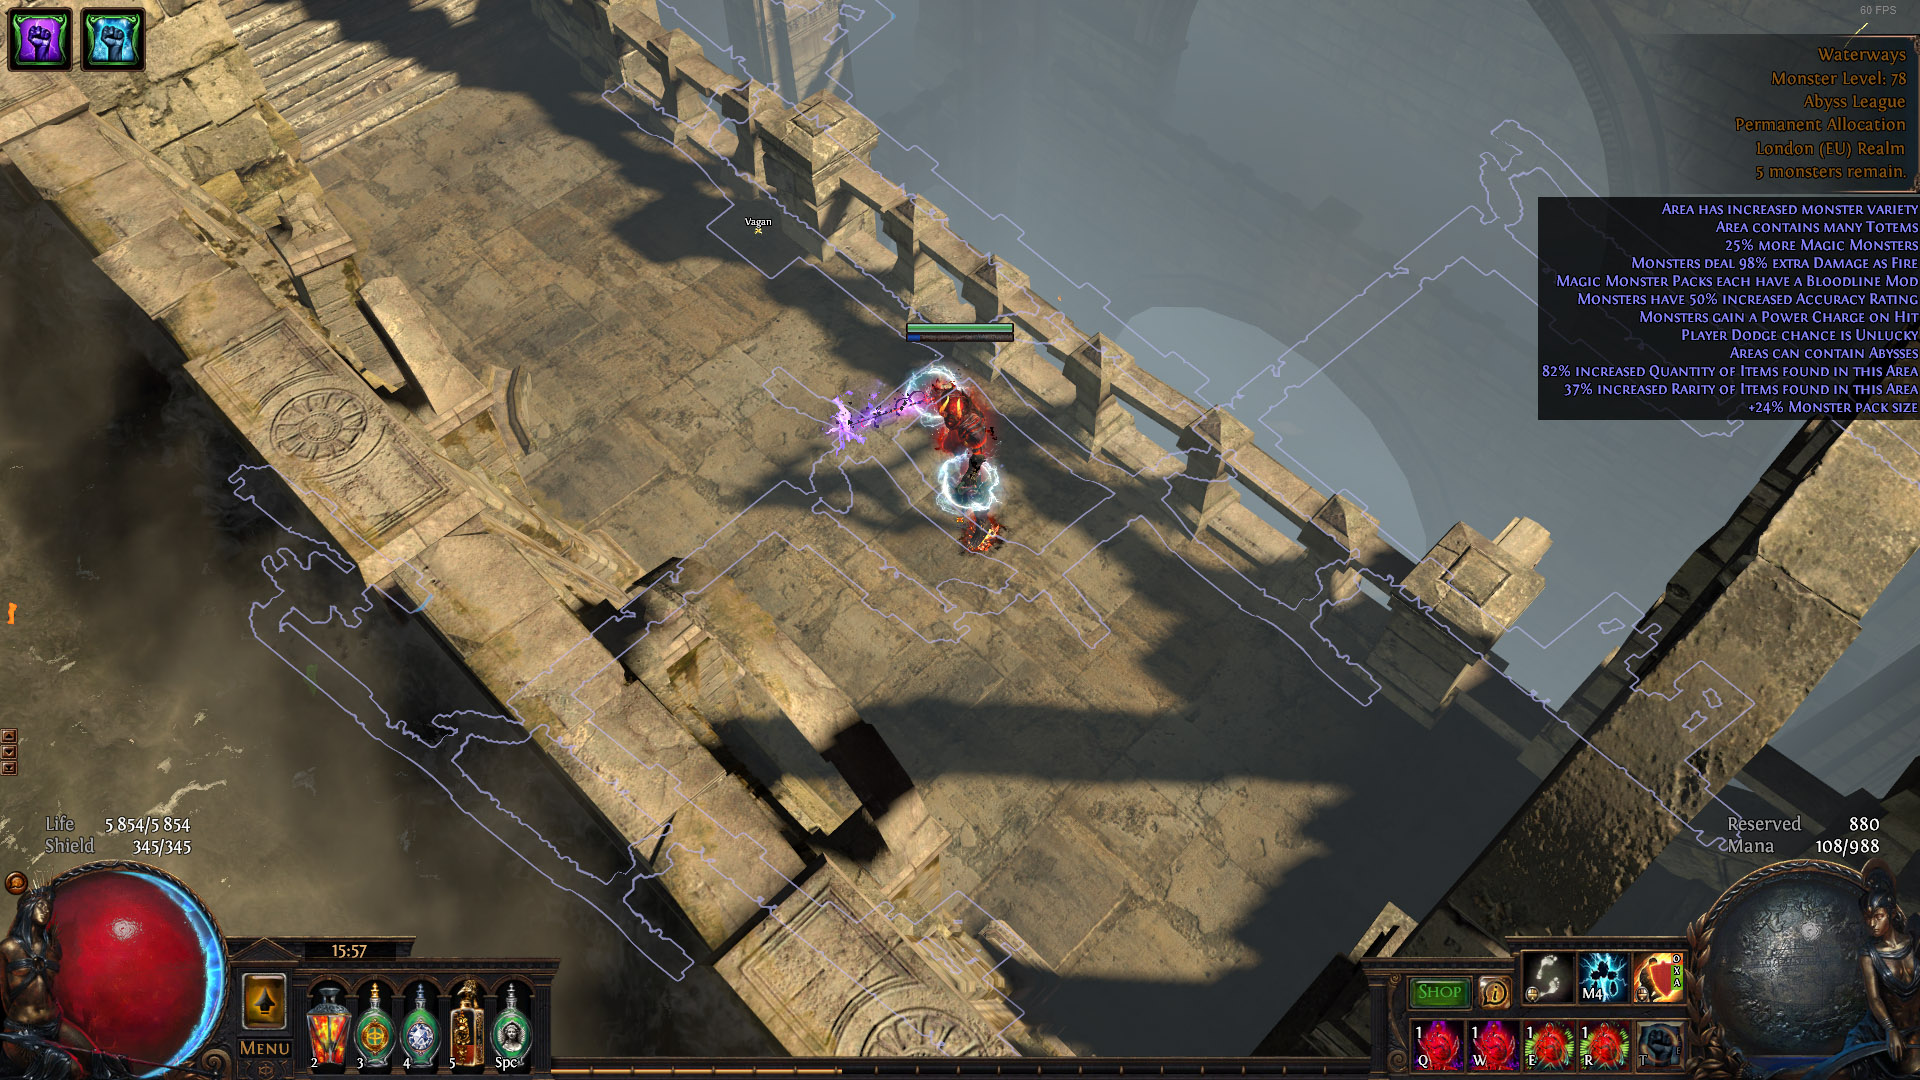 60 FPS
Waterways
Monster Level: 78
Abyss League
Permanent Allocation
London (EU) Realm
5 monsters remain.
Area has increased monster variety
Area contains many Totems
25% more Magic Monsters
Monsters deal 98% extra Damage as Fire
Magic Monster Packs each have a Bloodline Mod
Monsters have 50% increased Accuracy Rating
Monsters gain a Power Charge on Hit
Player Dodge chance is Unlucky
Areas can contain Abysses
82% increased Quantity of Items found in this Area
37% increased Rarity of Items found in this Area
+24% Monster pack size
Vagan
Life 5 854/5 854
Shield 345/345
Reserved 880
Mana 108/988
15:57
Menu
2 3 4 5 Spc
Shop
M4
O
X
A
1 1 1 1
Q W E R T